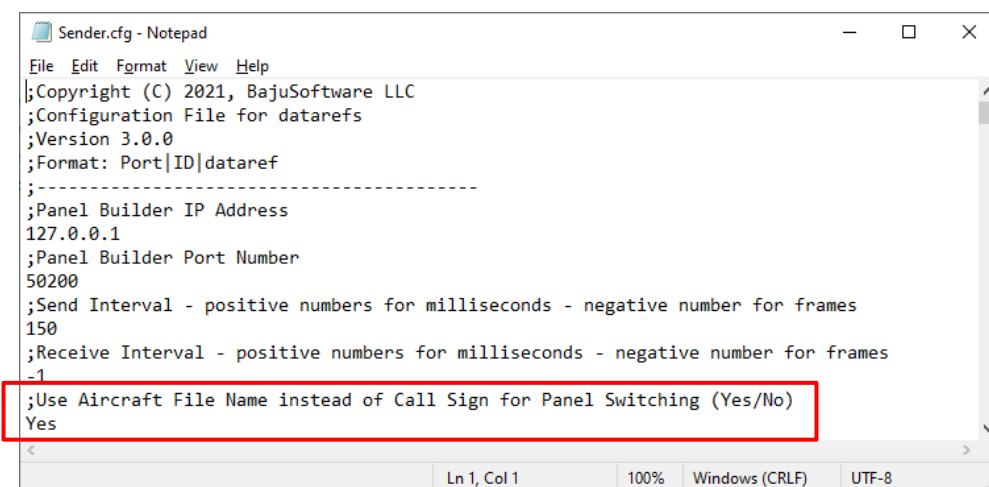 Sender.cfg - Notepad
File Edit Format View Help
;Copyright (C) 2021, BajuSoftware LLC
;Configuration File for datarefs
;Version 3.0.0
;Format: Port|ID|dataref
;------------------------------------------
;Panel Builder IP Address
127.0.0.1
;Panel Builder Port Number
50200
;Send Interval - positive numbers for milliseconds - negative number for frames
150
;Receive Interval - positive numbers for milliseconds - negative number for frames
-1
;Use Aircraft File Name instead of Call Sign for Panel Switching (Yes/No)
Yes
Ln 1, Col 1 100% Windows (CRLF) UTF-8